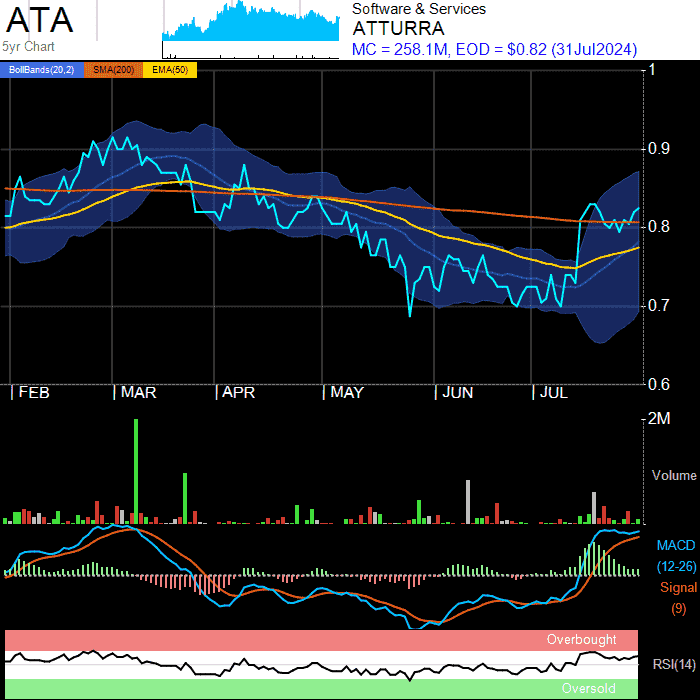 ATA
5yr Chart
Software & Services
ATTURRA
MC = 258.1M, EOD = $0.82 (31Jul2024)
BollBands(20,2) SMA(200) EMA(50)
1
0.9
0.8
0.7
0.6
FEB MAR APR MAY JUN JUL
2M
Volume
MACD
(12-26)
Signal
(9)
Overbought
RSI(14)
Oversold